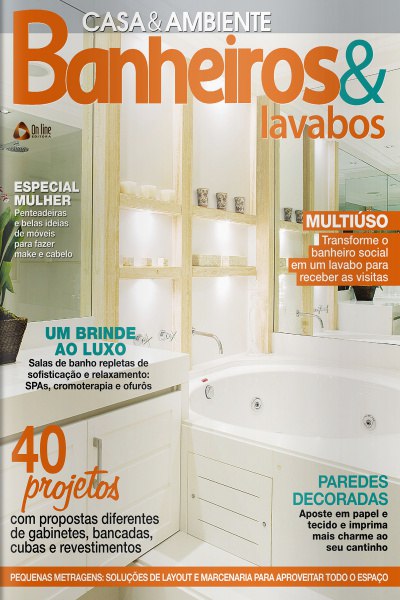 CASA & AMBIENTE
Banheiros &
lavabos
On line
EDITORA
ESPECIAL
MULHER
Penteadeiras
e belas ideias
de móveis
para fazer
make e cabelo
MULTIÚSO
Transforme o
banheiro social
em um lavabo para
receber as visitas
UM BRINDE
AO LUXO
Salas de banho repletas de
sofisticação e relaxamento:
SPAs, cromoterapia e ofurôs
40
projetos
com propostas diferentes
de gabinetes, bancadas,
cubas e revestimentos
PAREDES
DECORADAS
Aposte em papel e
tecido e imprima
mais charme ao
seu cantinho
PEQUENAS METRAGENS: SOLUÇÕES DE LAYOUT E MARCENARIA PARA APROVEITAR TODO O ESPAÇO